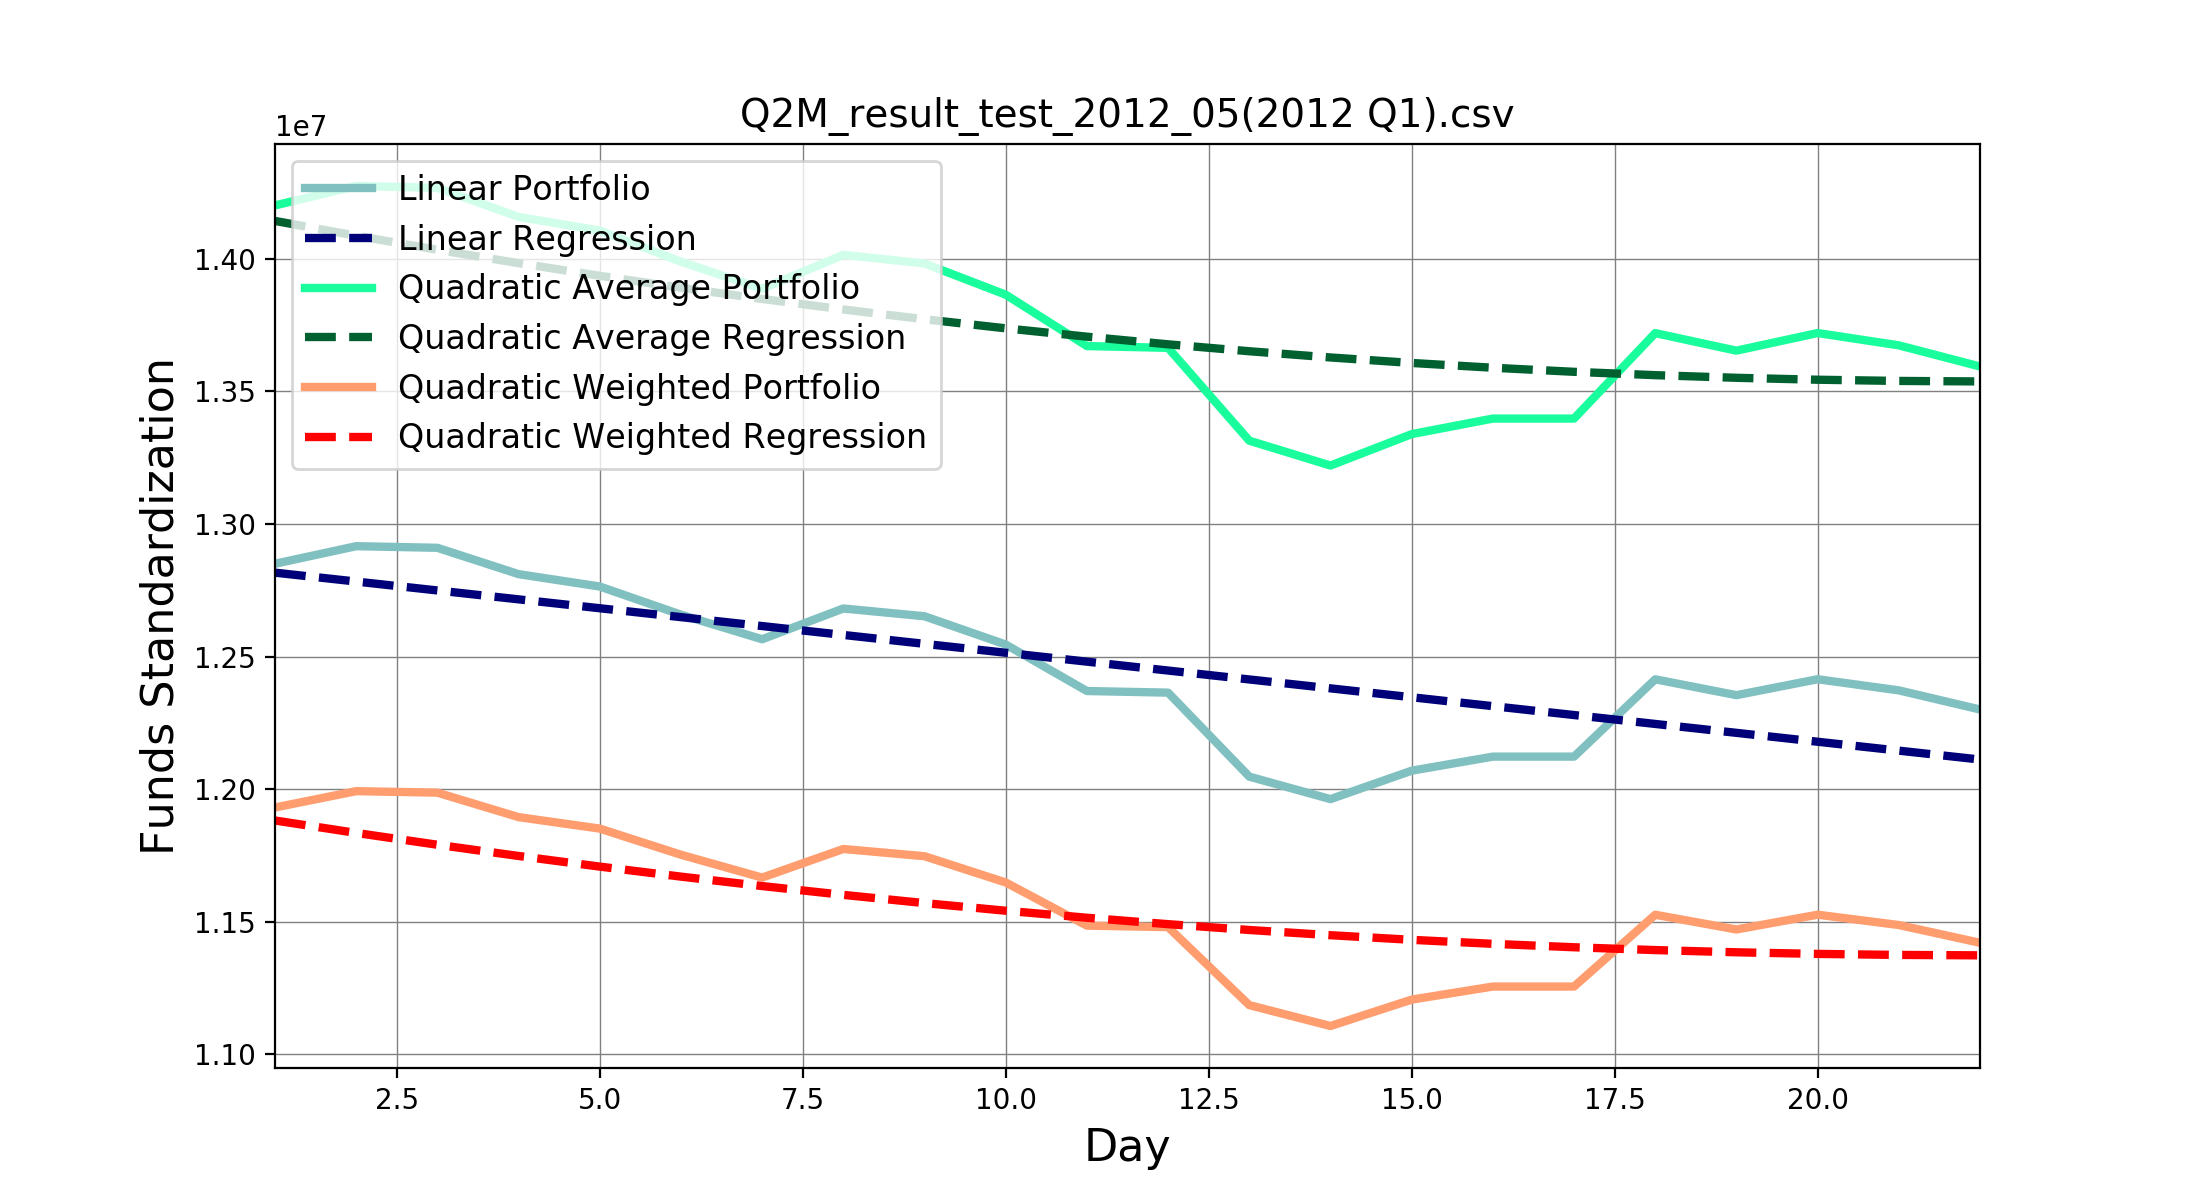 Q2M_result_test_2012_05(2012 Q1).csv
1e7
Linear Portfolio
Linear Regression
Quadratic Average Portfolio
Quadratic Average Regression
Quadratic Weighted Portfolio
Quadratic Weighted Regression
1.40
1.35
1.30
1.25
1.20
1.15
1.10
Funds Standardization
2.5 5.0 7.5 10.0 12.5 15.0 17.5 20.0
Day